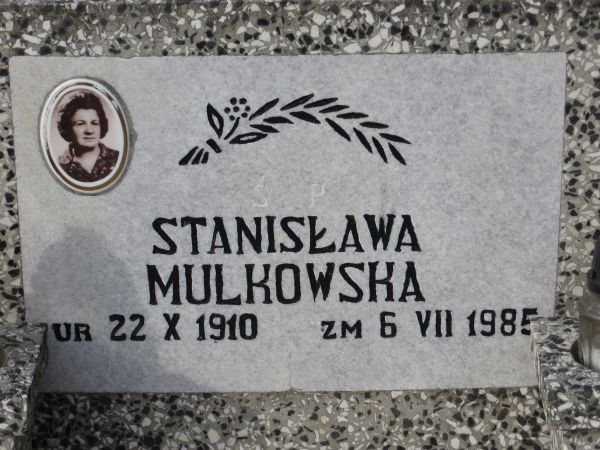 Ś P
STANISŁAWA
MULKOWSKA
UR 22 X 1910 ZM 6 VII 1985